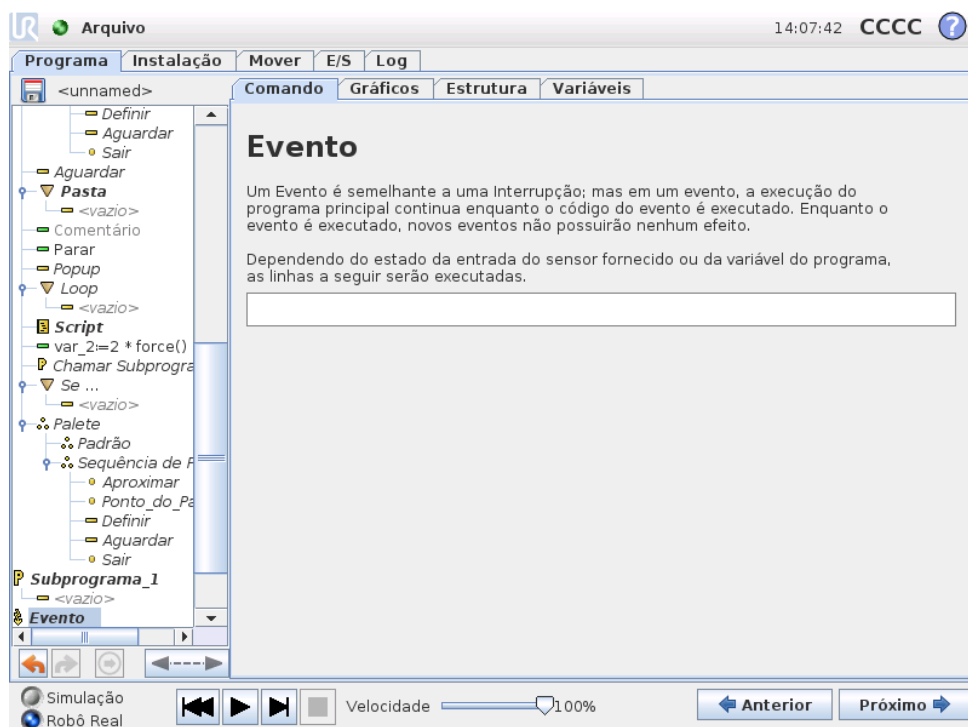 UR Arquivo 14:07:42 CCCC ?
Programa Instalação Mover E/S Log
<unnamed>
Comando Gráficos Estrutura Variáveis
Definir
Aguardar
Sair
Aguardar
Pasta
<vazio>
Comentário
Parar
Popup
Loop
<vazio>
Script
var_2:=2 * force()
Chamar Subprogra
Se ...
<vazio>
Palete
Padrão
Sequência de P
Aproximar
Ponto_do_Pa
Definir
Aguardar
Sair
Subprograma_1
<vazio>
Evento
Evento
Um Evento é semelhante a uma Interrupção; mas em um evento, a execução do
programa principal continua enquanto o código do evento é executado. Enquanto o
evento é executado, novos eventos não possuirão nenhum efeito.
Dependendo do estado da entrada do sensor fornecido ou da variável do programa,
as linhas a seguir serão executadas.
Simulação
Robô Real
Velocidade 100%
Anterior Próximo